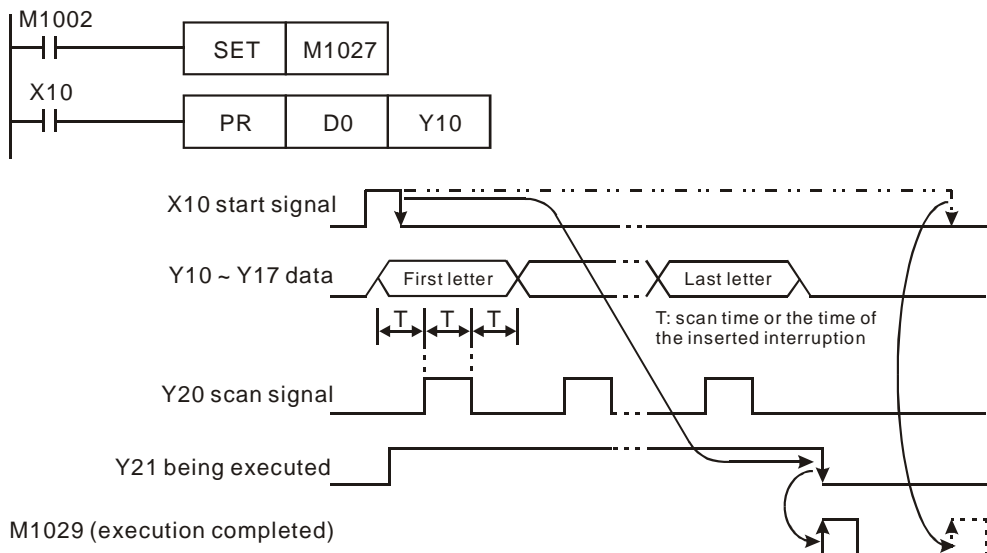 M1002
SET M1027
X10
PR D0 Y10
X10 start signal
Y10 ~ Y17 data
First letter
Last letter
T T T
T: scan time or the time of
the inserted interruption
Y20 scan signal
Y21 being executed
M1029 (execution completed)